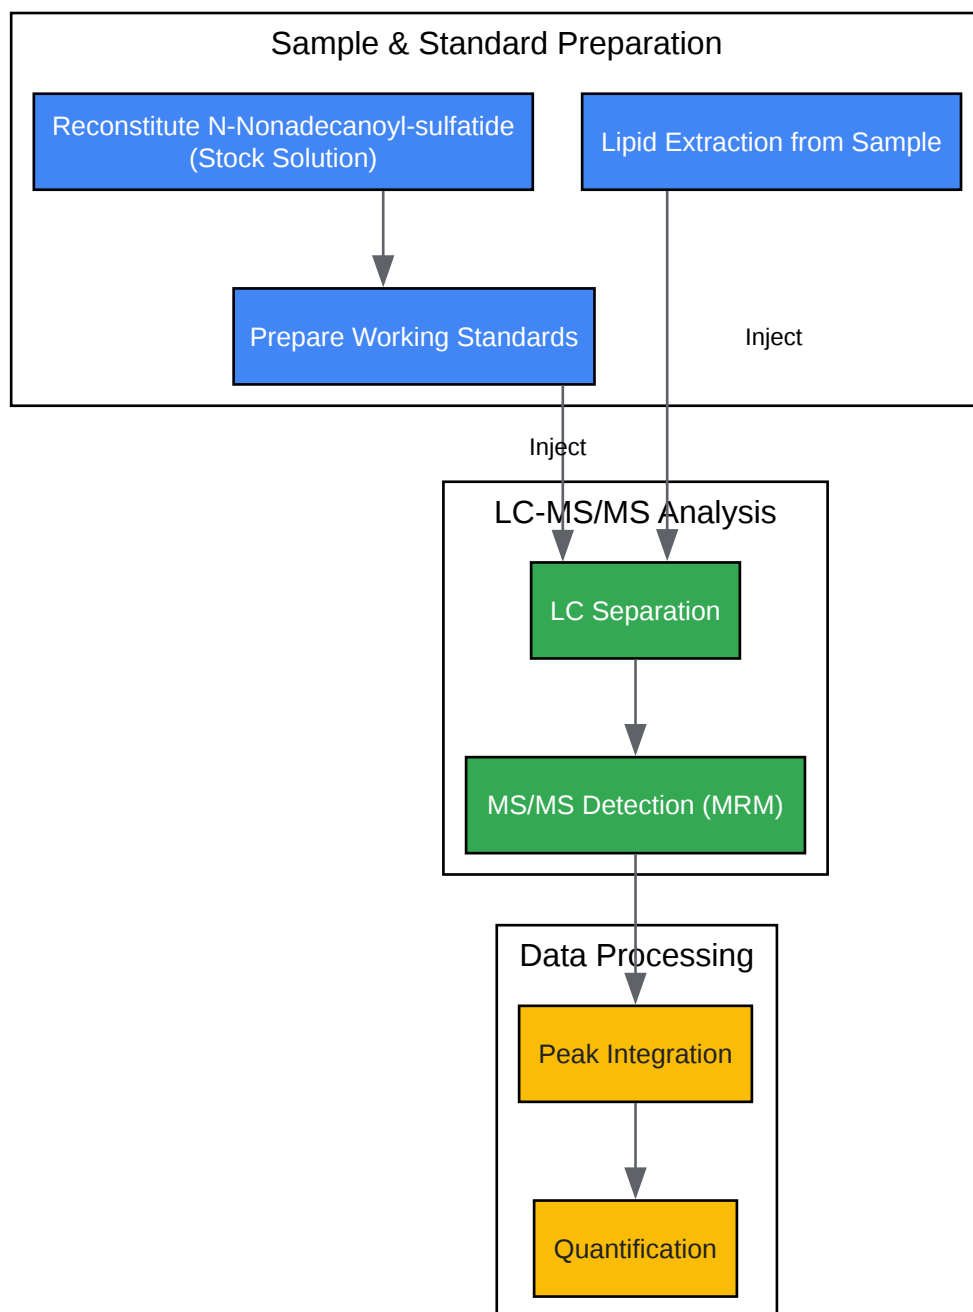 Sample & Standard Preparation
Reconstitute N-Nonadecanoyl-sulfatide
(Stock Solution)
Lipid Extraction from Sample
Prepare Working Standards
Inject
Inject
LC-MS/MS Analysis
LC Separation
MS/MS Detection (MRM)
Data Processing
Peak Integration
Quantification